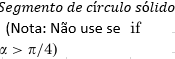 Segmento de círculo sólido
(Nota: Não use se if
α > π/4)